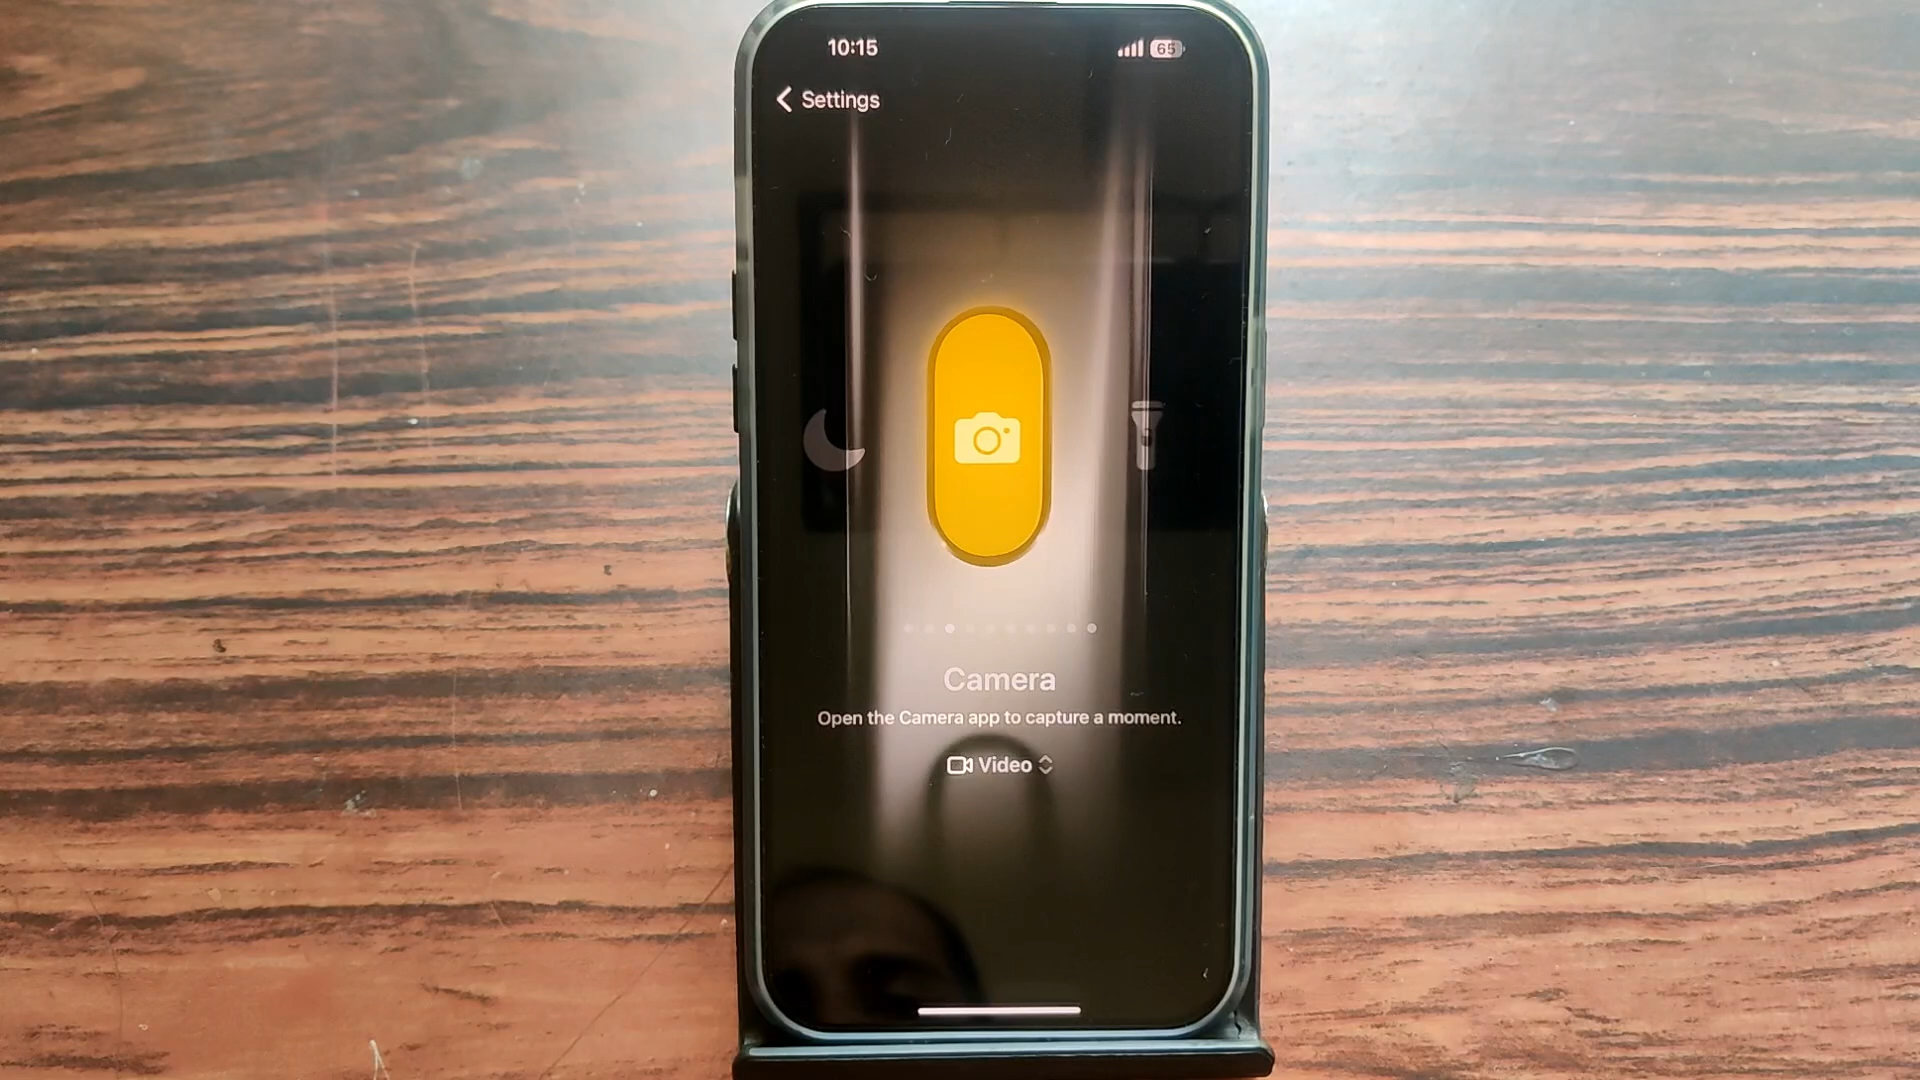 10:15
65
Settings
Camera
Open the Camera app to capture a moment.
Video